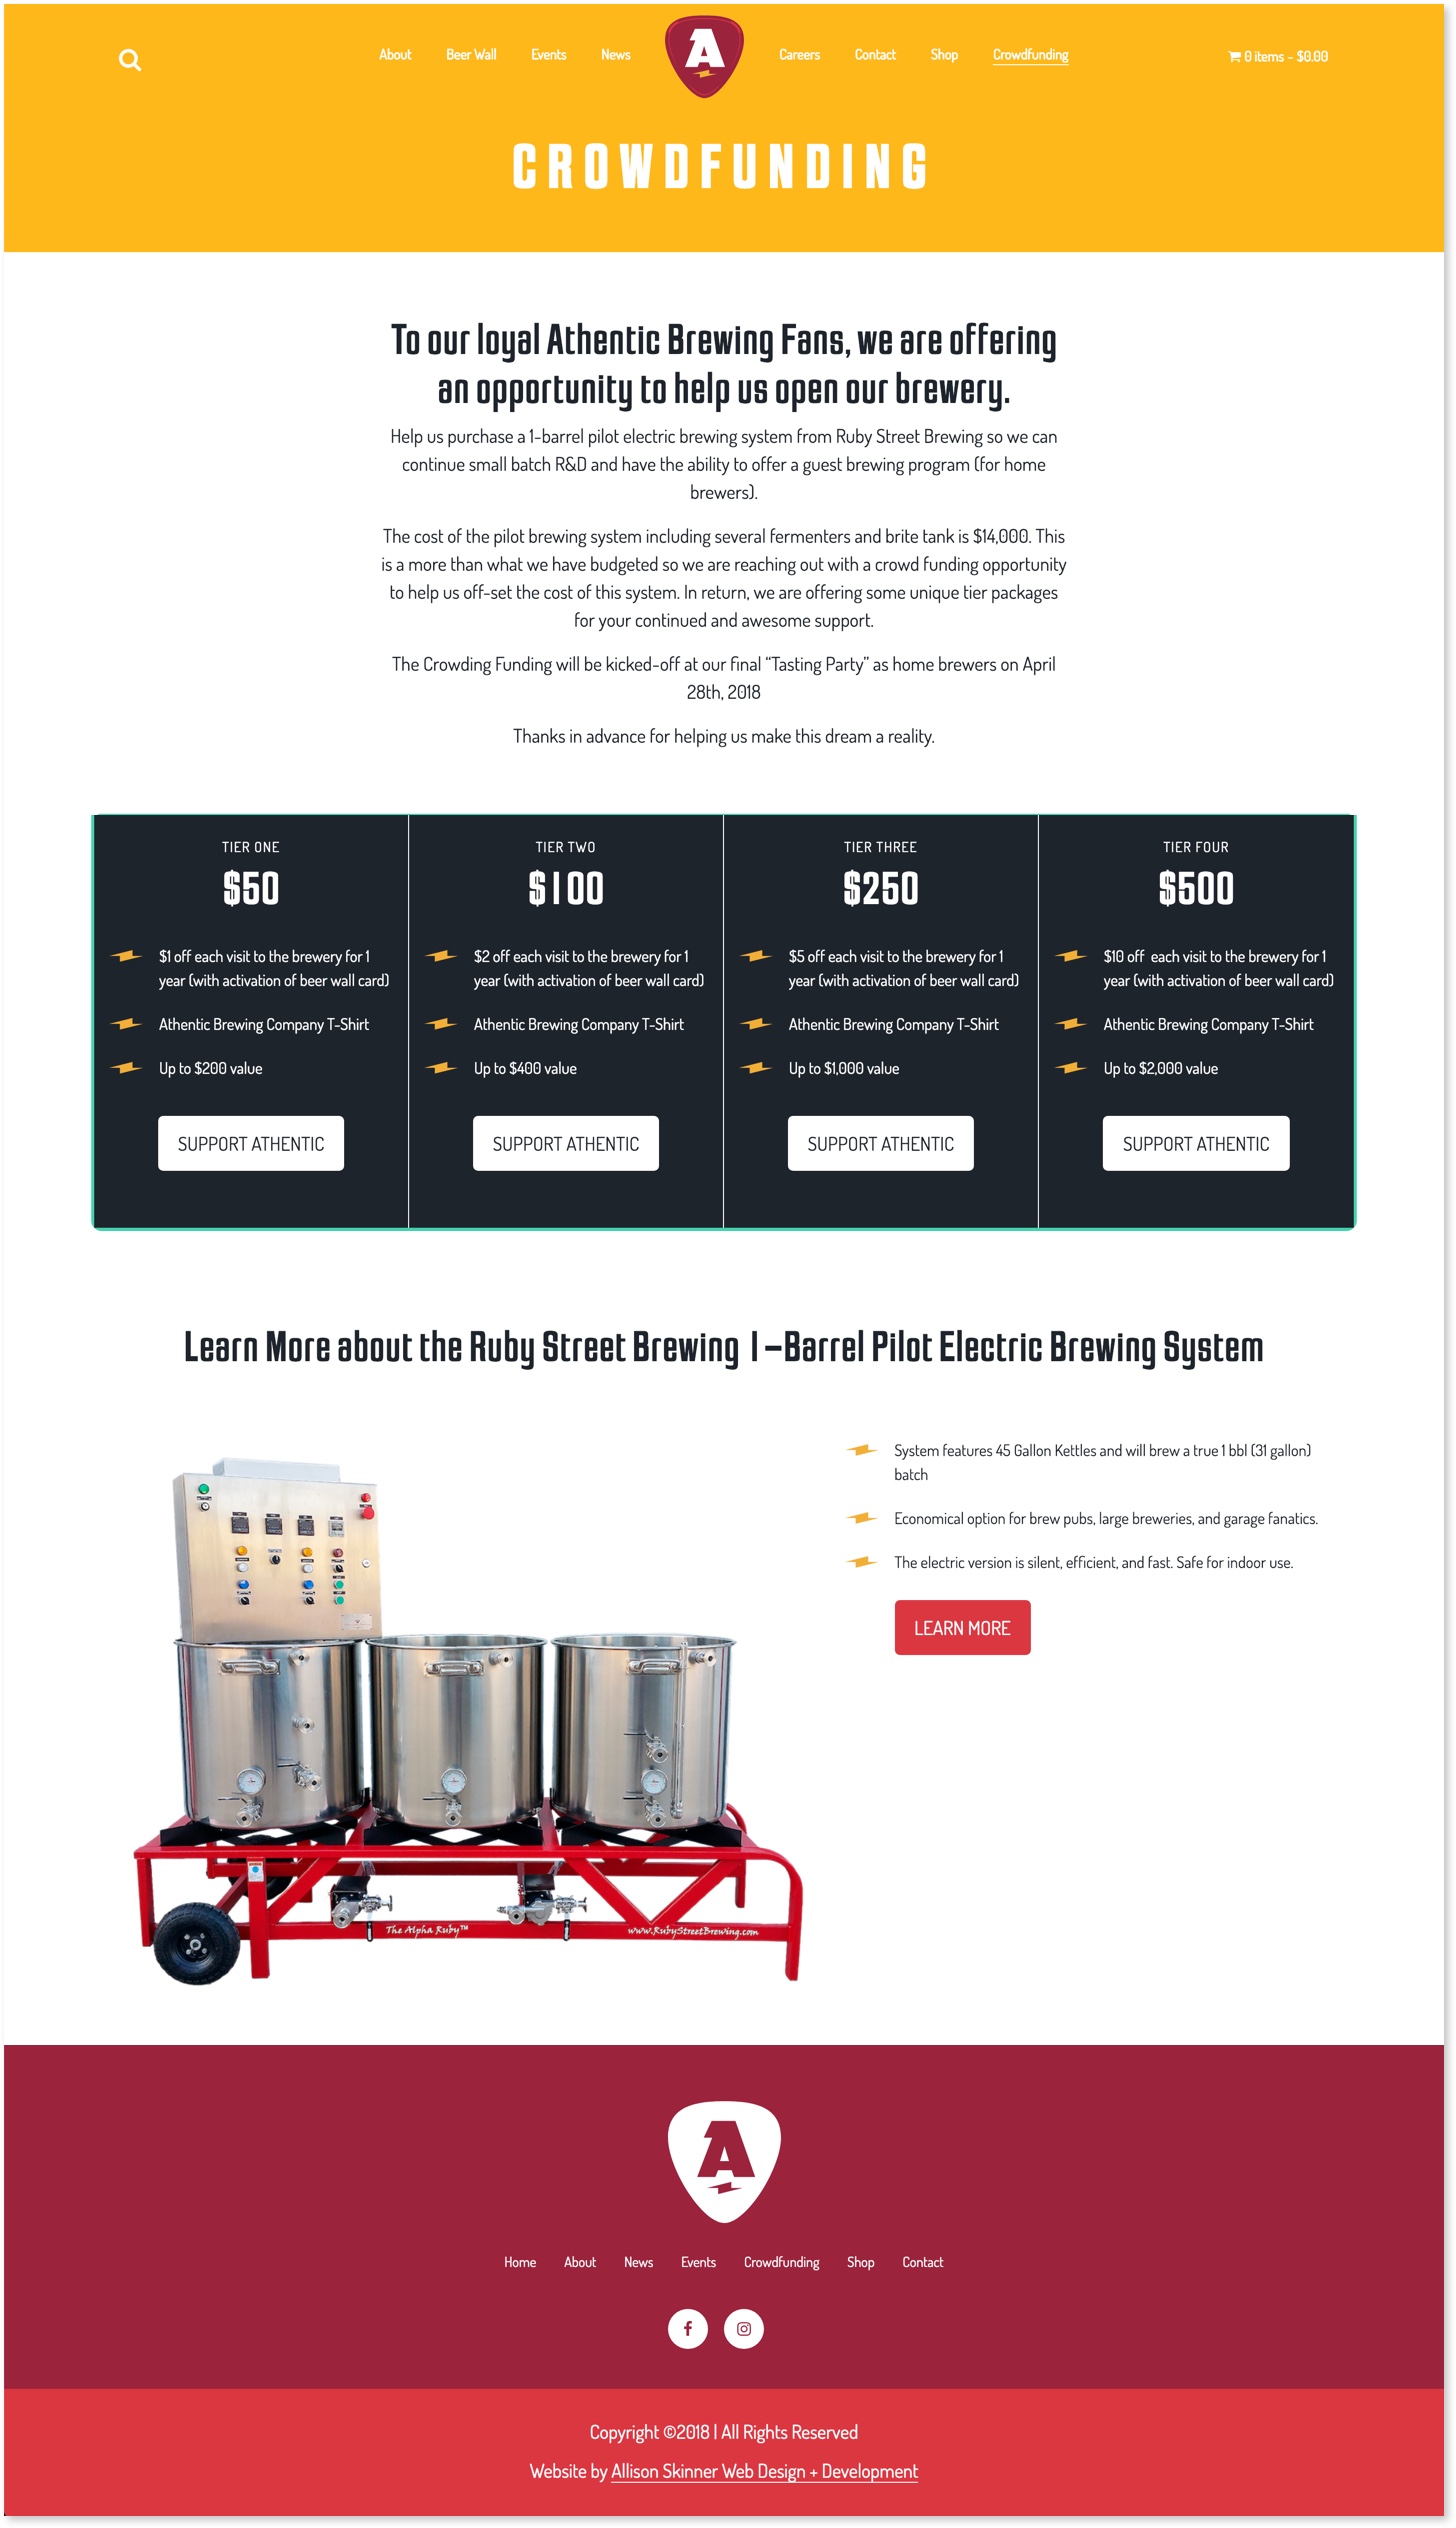 About Beer Wall Events News A Careers Contact Shop Crowdfunding 0 items - $0.00
CROWDFUNDING
To our loyal Athentic Brewing Fans, we are offering
an opportunity to help us open our brewery.
Help us purchase a 1-barrel pilot electric brewing system from Ruby Street Brewing so we can
continue small batch R&D and have the ability to offer a guest brewing program (for home
brewers).
The cost of the pilot brewing system including several fermenters and brite tank is $14,000. This
is a more than what we have budgeted so we are reaching out with a crowd funding opportunity
to help us off-set the cost of this system. In return, we are offering some unique tier packages
for your continued and awesome support.
The Crowding Funding will be kicked-off at our final “Tasting Party” as home brewers on April
28th, 2018
Thanks in advance for helping us make this dream a reality.
TIER ONE
$50
$1 off each visit to the brewery for 1
year (with activation of beer wall card)
Athentic Brewing Company T-Shirt
Up to $200 value
SUPPORT ATHENTIC
TIER TWO
$100
$2 off each visit to the brewery for 1
year (with activation of beer wall card)
Athentic Brewing Company T-Shirt
Up to $400 value
SUPPORT ATHENTIC
TIER THREE
$250
$5 off each visit to the brewery for 1
year (with activation of beer wall card)
Athentic Brewing Company T-Shirt
Up to $1,000 value
SUPPORT ATHENTIC
TIER FOUR
$500
$10 off each visit to the brewery for 1
year (with activation of beer wall card)
Athentic Brewing Company T-Shirt
Up to $2,000 value
SUPPORT ATHENTIC
Learn More about the Ruby Street Brewing 1-Barrel Pilot Electric Brewing System
System features 45 Gallon Kettles and will brew a true 1 bbl (31 gallon)
batch
Economical option for brew pubs, large breweries, and garage fanatics.
The electric version is silent, efficient, and fast. Safe for indoor use.
LEARN MORE
The Alpha Ruby™ www.RubyStreetBrewing.com
A
Home About News Events Crowdfunding Shop Contact
Copyright ©2018 | All Rights Reserved
Website by Allison Skinner Web Design + Development